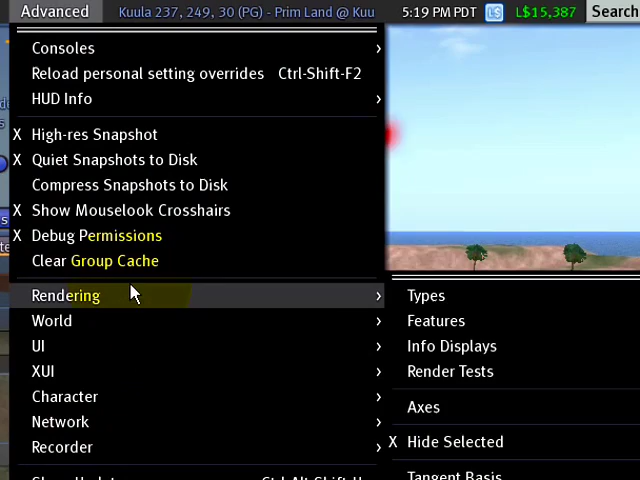 Advanced Kuula 237, 249, 30 (PG) - Prim Land @ Kuu 5:19 PM PDT L$ L$15,387 Search
Consoles
Reload personal setting overrides Ctrl-Shift-F2
HUD Info
X High-res Snapshot
X Quiet Snapshots to Disk
Compress Snapshots to Disk
X Show Mouselook Crosshairs
X Debug Permissions
Clear Group Cache
Rendering
World
UI
XUI
Character
Network
Recorder
Types
Features
Info Displays
Render Tests
Axes
X Hide Selected
Tangent Basis